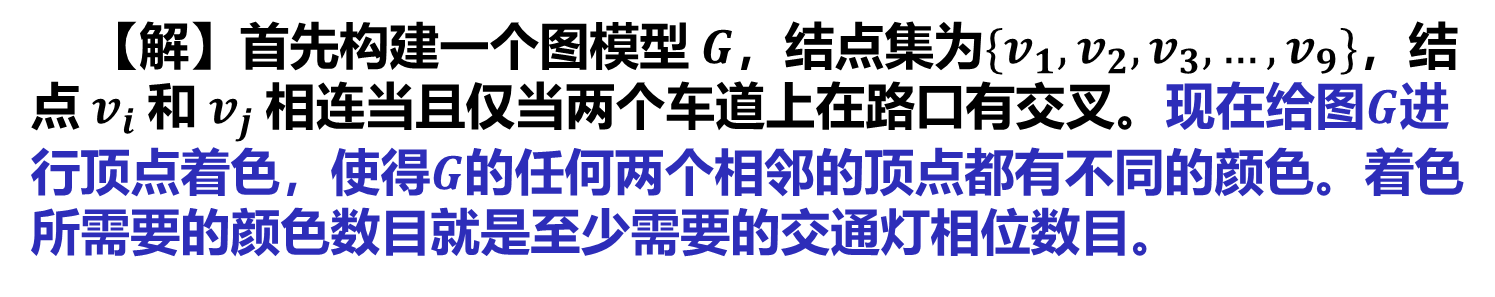 【解】首先构建一个图模型 G，结点集为{v₁, v₂, v₃, … , v₉}，结
点 vᵢ 和 vⱼ 相连当且仅当两个车道上在路口有交叉。现在给图G进
行顶点着色，使得G的任何两个相邻的顶点都有不同的颜色。着色
所需要的颜色数目就是至少需要的交通灯相位数目。